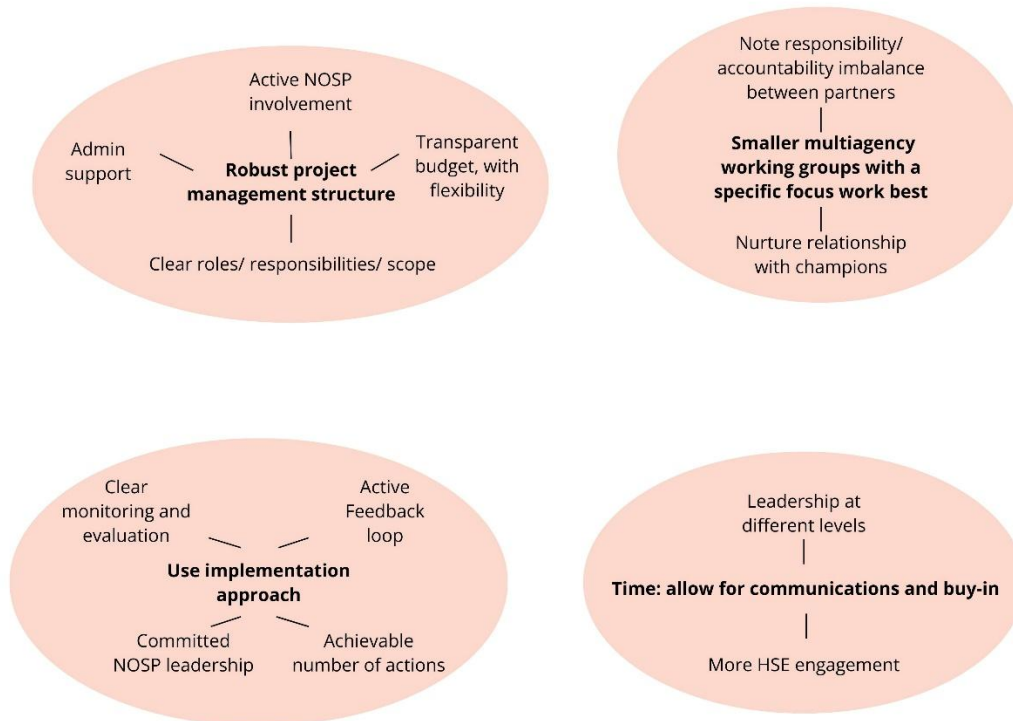 Active NOSP
involvement
Admin
support
Transparent
budget, with
flexibility
Robust project
management structure
Clear roles/ responsibilities/ scope
Note responsibility/
accountability imbalance
between partners
Smaller multiagency
working groups with a
specific focus work best
Nurture relationship
with champions
Clear
monitoring and
evaluation
Active
Feedback
loop
Use implementation
approach
Committed
NOSP leadership
Achievable
number of actions
Leadership at
different levels
Time: allow for communications and buy-in
More HSE engagement